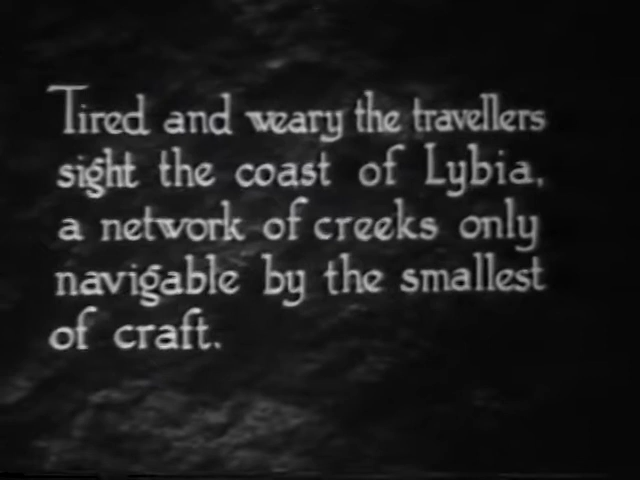 Tired and weary the travellers
sight the coast of Lybia,
a network of creeks only
navigable by the smallest
of craft.